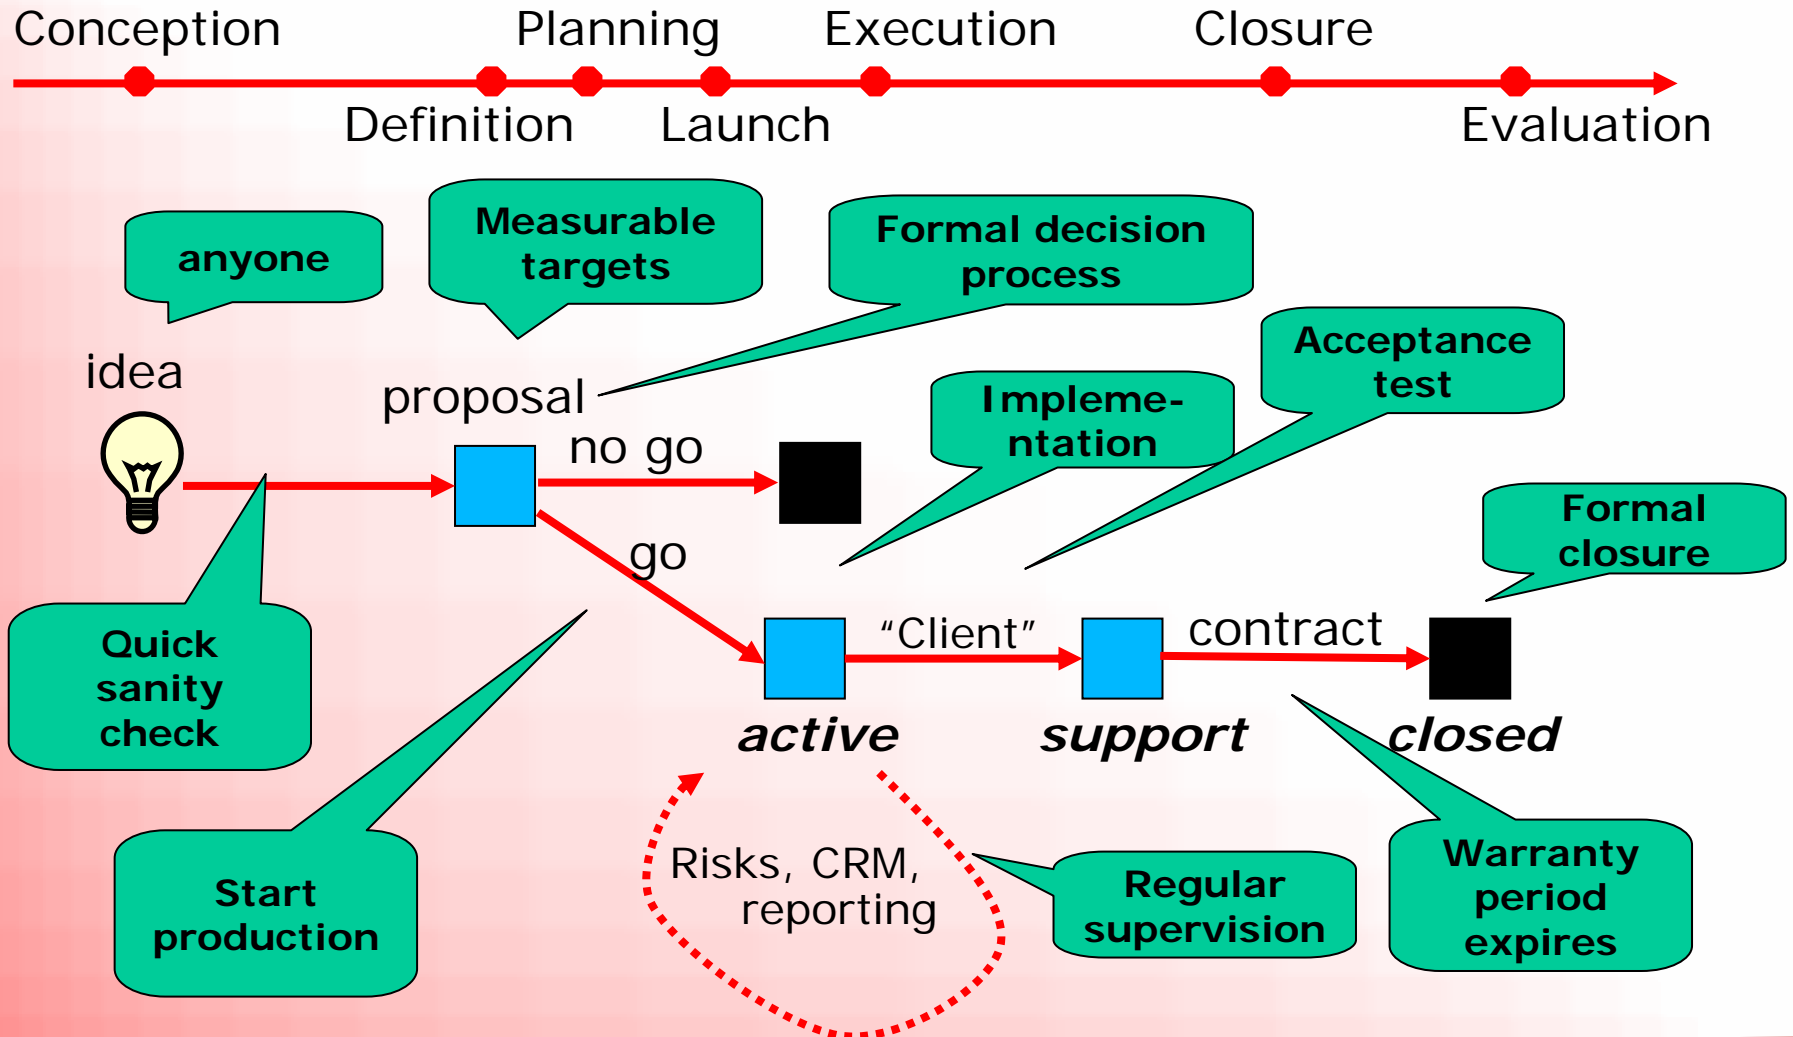 Conception Planning Execution Closure
Definition Launch Evaluation
anyone
Measurable
targets
Formal decision
process
Acceptance
test
idea
proposal
Impleme-
ntation
no go
go
Formal
closure
Quick
sanity
check
"Client"
contract
active
support
closed
Start
production
Risks, CRM,
reporting
Regular
supervision
Warranty
period
expires